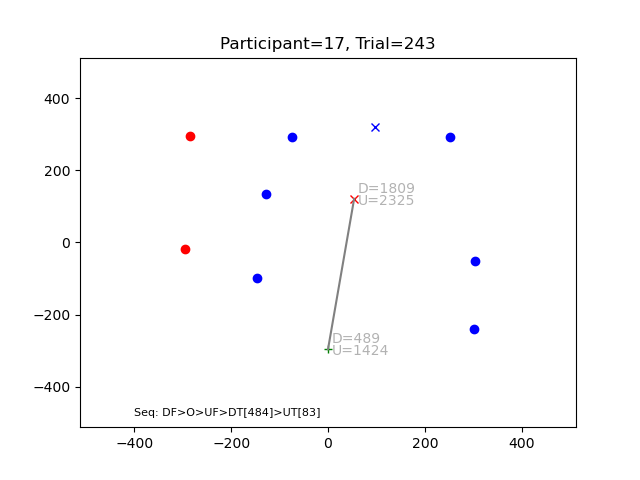 Participant=17, Trial=243
400
200
0
−200
−400
D=1809
U=2325
D=489
U=1424
Seq: DF>O>UF>DT[484]>UT[83]
−400
−200
0
200
400